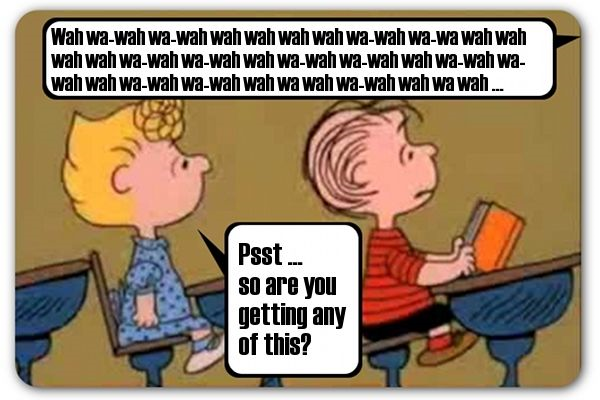 Wah wa-wah wa-wah wah wah wah wah wa-wah wa-wa wah wah
wah wah wa-wah wa-wah wah wa-wah wa-wah wah wa-wah wa-
wah wah wa-wah wa-wah wah wa wah wa-wah wah wa wah ...
Psst ...
so are you
getting any
of this?